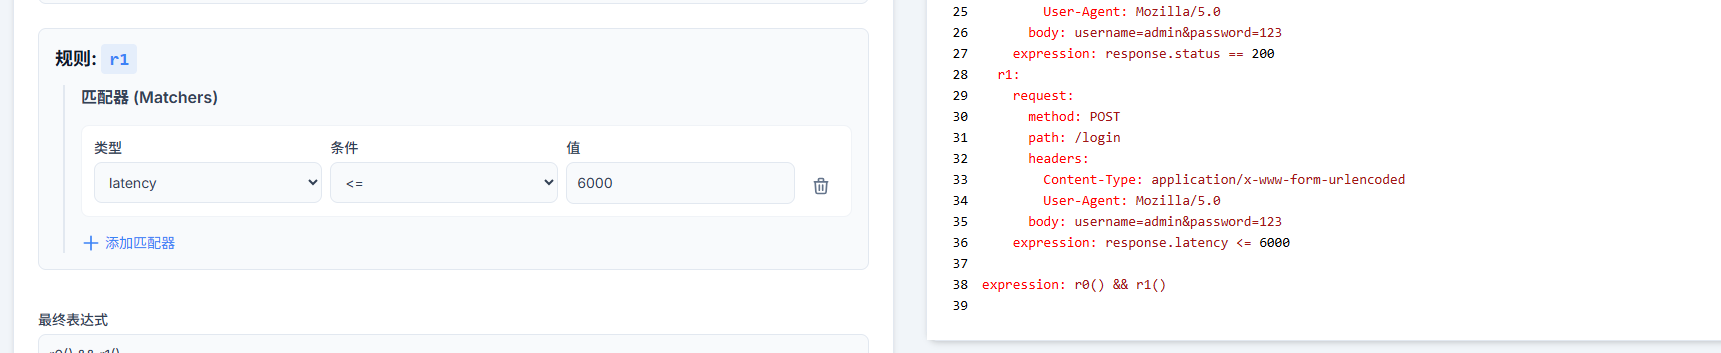 规则: r1
匹配器 (Matchers)
类型 条件 值
latency <= 6000
添加匹配器
最终表达式
r0() && r1()
25 User-Agent: Mozilla/5.0
26 body: username=admin&password=123
27 expression: response.status == 200
28 r1:
29 request:
30 method: POST
31 path: /login
32 headers:
33 Content-Type: application/x-www-form-urlencoded
34 User-Agent: Mozilla/5.0
35 body: username=admin&password=123
36 expression: response.latency <= 6000
37
38 expression: r0() && r1()
39